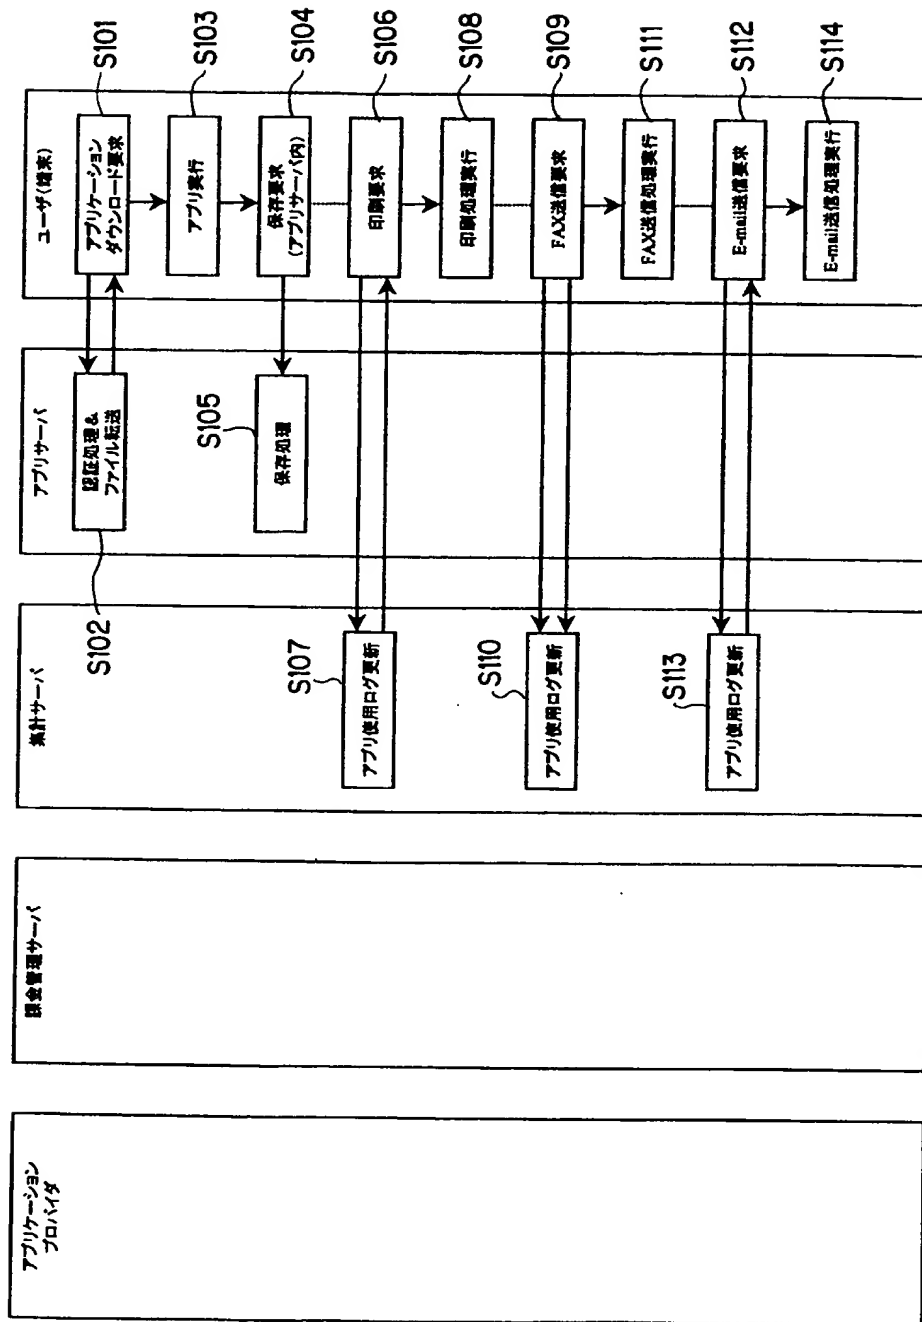 アプリケーション
プロバイダ
課金管理サーバ
集計サーバ
アプリサーバ
ユーザ(端末)
アプリケーション
ダウンロード要求
S101
認証処理&
ファイル転送
S102
アプリ実行
S103
保存要求
(アプリサーバ内)
S104
保存処理
S105
印刷要求
S106
アプリ使用ログ更新
S107
印刷処理実行
S108
FAX送信要求
S109
アプリ使用ログ更新
S110
FAX送信処理実行
S111
E-mail送信要求
S112
アプリ使用ログ更新
S113
E-mail送信処理実行
S114